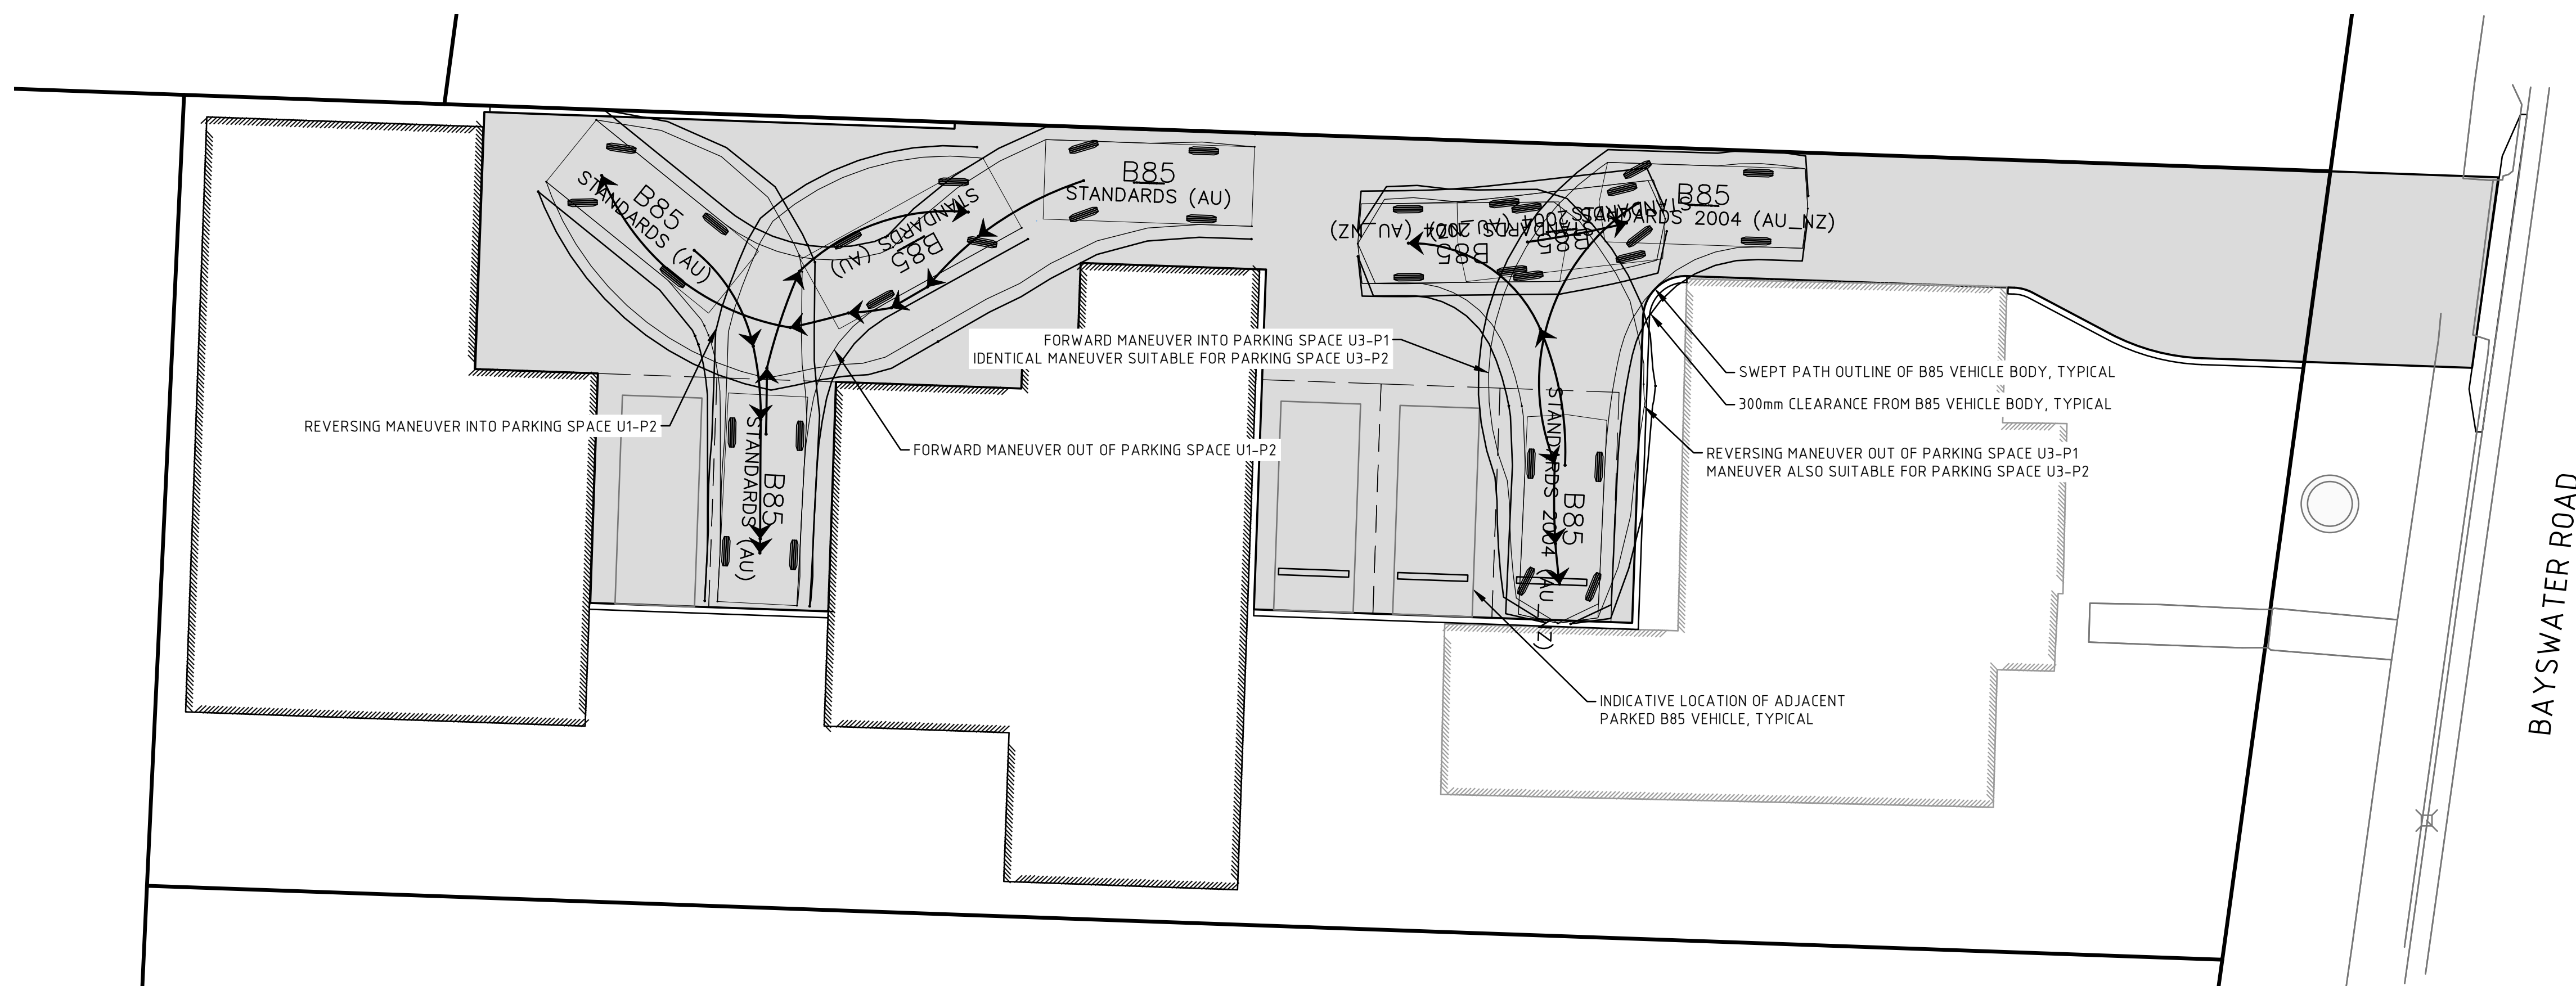 B85
STANDARDS (AU)
B85
STANDARDS (AU)
B85
STANDARDS (AU)
B85
STANDARDS 2004 (AU_NZ)
B85
STANDARDS 2004 (AU_NZ)
B85
FORWARD MANEUVER INTO PARKING SPACE U3-P1
IDENTICAL MANEUVER SUITABLE FOR PARKING SPACE U3-P2
SWEPT PATH OUTLINE OF B85 VEHICLE BODY, TYPICAL
300mm CLEARANCE FROM B85 VEHICLE BODY, TYPICAL
REVERSING MANEUVER INTO PARKING SPACE U1-P2
FORWARD MANEUVER OUT OF PARKING SPACE U1-P2
REVERSING MANEUVER OUT OF PARKING SPACE U3-P1
MANEUVER ALSO SUITABLE FOR PARKING SPACE U3-P2
B85
STANDARDS (AU)
B85
STANDARDS 2004 (AU_NZ)
INDICATIVE LOCATION OF ADJACENT
PARKED B85 VEHICLE, TYPICAL
BAYSWATER ROAD